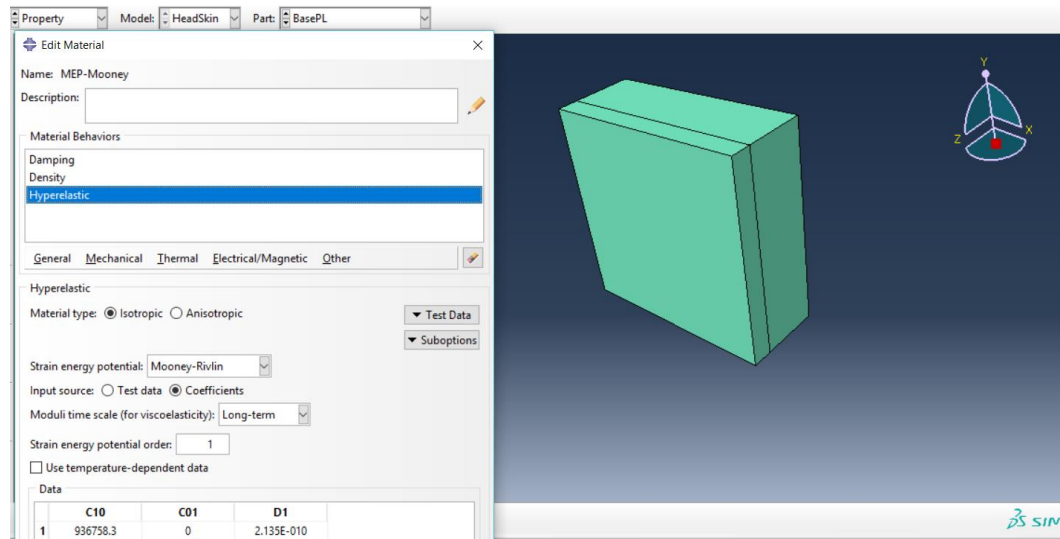 Property Model: HeadSkin Part: BasePL
Edit Material
Name: MEP-Mooney
Description:
Material Behaviors
Damping
Density
Hyperelastic
General Mechanical Thermal Electrical/Magnetic Other
Hyperelastic
Material type: Isotropic Anisotropic
Test Data
Suboptions
Strain energy potential: Mooney-Rivlin
Input source: Test data Coefficients
Moduli time scale (for viscoelasticity): Long-term
Strain energy potential order: 1
Use temperature-dependent data
Data
C10 C01 D1
1 936758.3 0 2.135E-010
Y
Z X
SIM